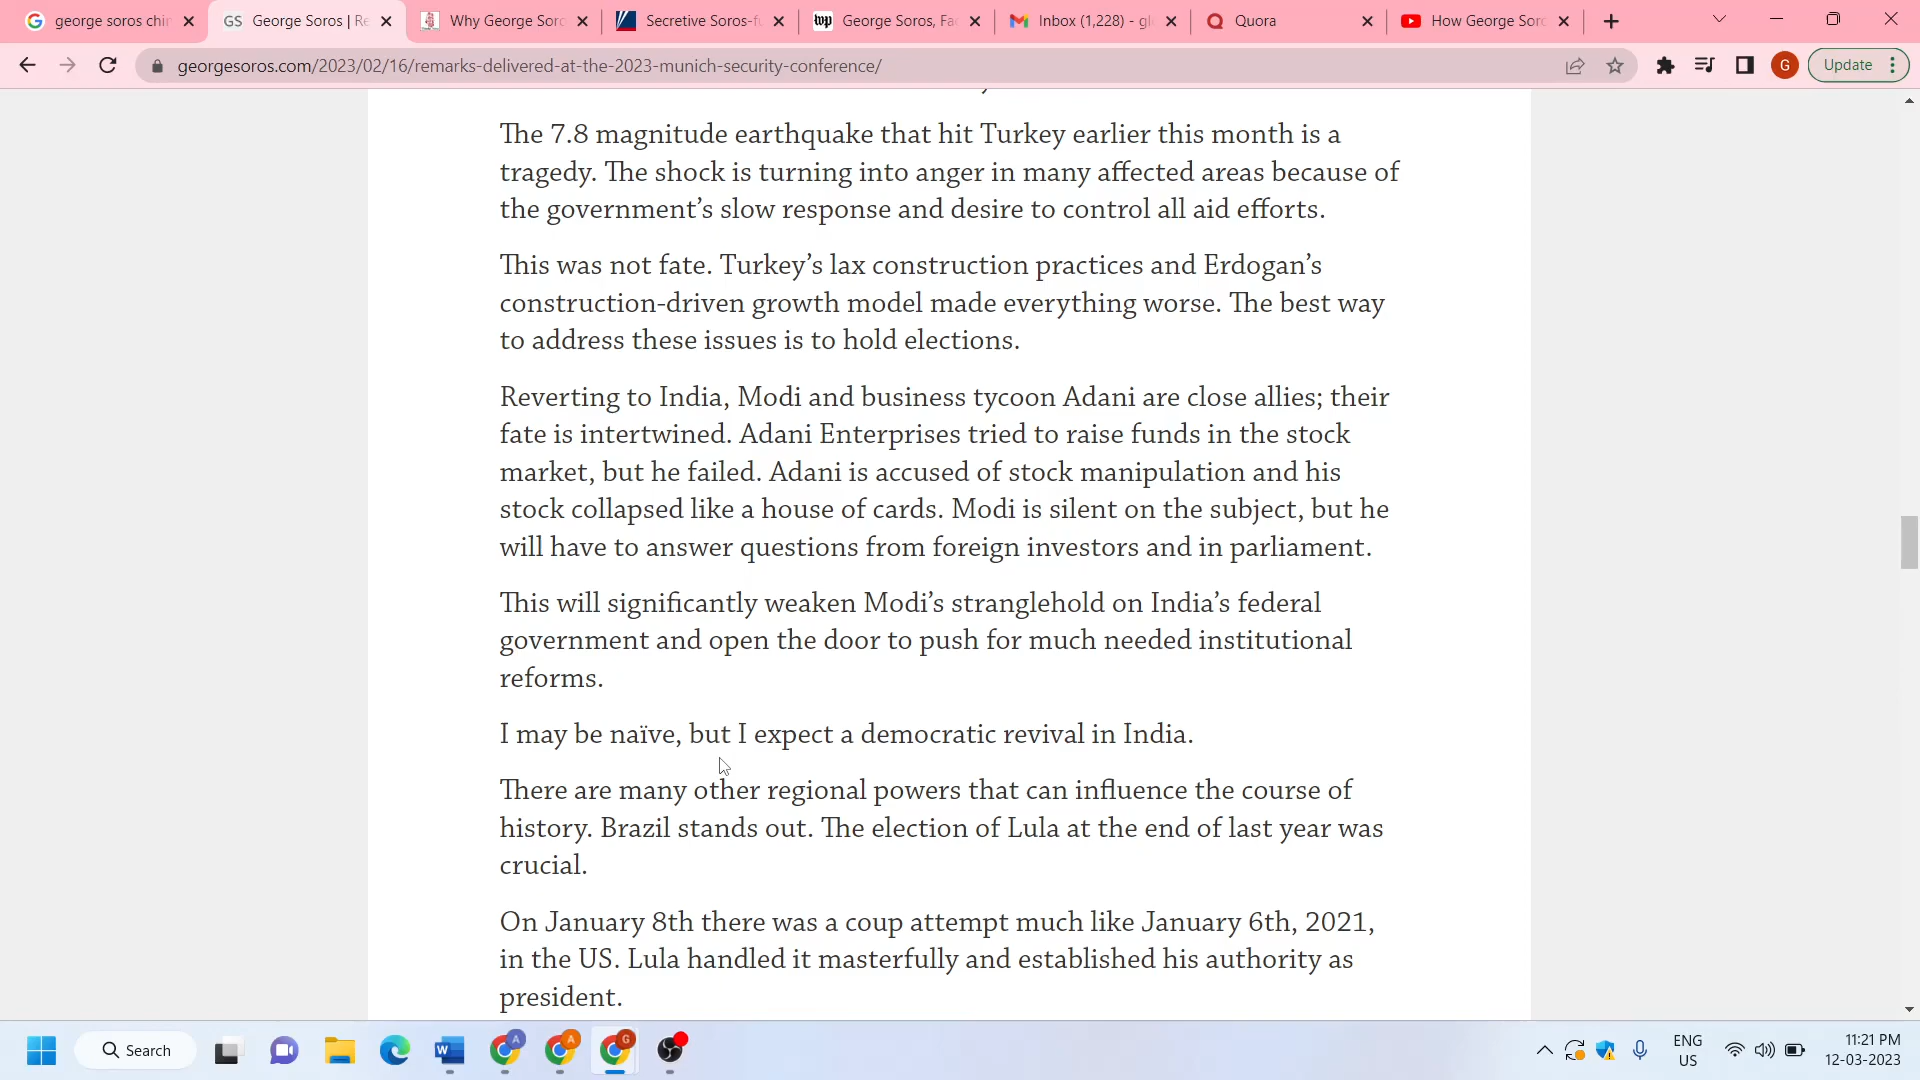 george soros chi
George Soros | Re
Why George Soro
Secretive Soros-fu
wp George Soros, Fa
Inbox (1,228) - gl
Quora
How George Soro
georgesoros.com/2023/02/16/remarks-delivered-at-the-2023-munich-security-conference/
G
Update
The 7.8 magnitude earthquake that hit Turkey earlier this month is a
tragedy. The shock is turning into anger in many affected areas because of
the government’s slow response and desire to control all aid efforts.
This was not fate. Turkey’s lax construction practices and Erdogan’s
construction-driven growth model made everything worse. The best way
to address these issues is to hold elections.
Reverting to India, Modi and business tycoon Adani are close allies; their
fate is intertwined. Adani Enterprises tried to raise funds in the stock
market, but he failed. Adani is accused of stock manipulation and his
stock collapsed like a house of cards. Modi is silent on the subject, but he
will have to answer questions from foreign investors and in parliament.
This will significantly weaken Modi’s stranglehold on India’s federal
government and open the door to push for much needed institutional
reforms.
I may be naïve, but I expect a democratic revival in India.
There are many other regional powers that can influence the course of
history. Brazil stands out. The election of Lula at the end of last year was
crucial.
On January 8th there was a coup attempt much like January 6th, 2021,
in the US. Lula handled it masterfully and established his authority as
president.
Search
ENG
US
11:21 PM
12-03-2023